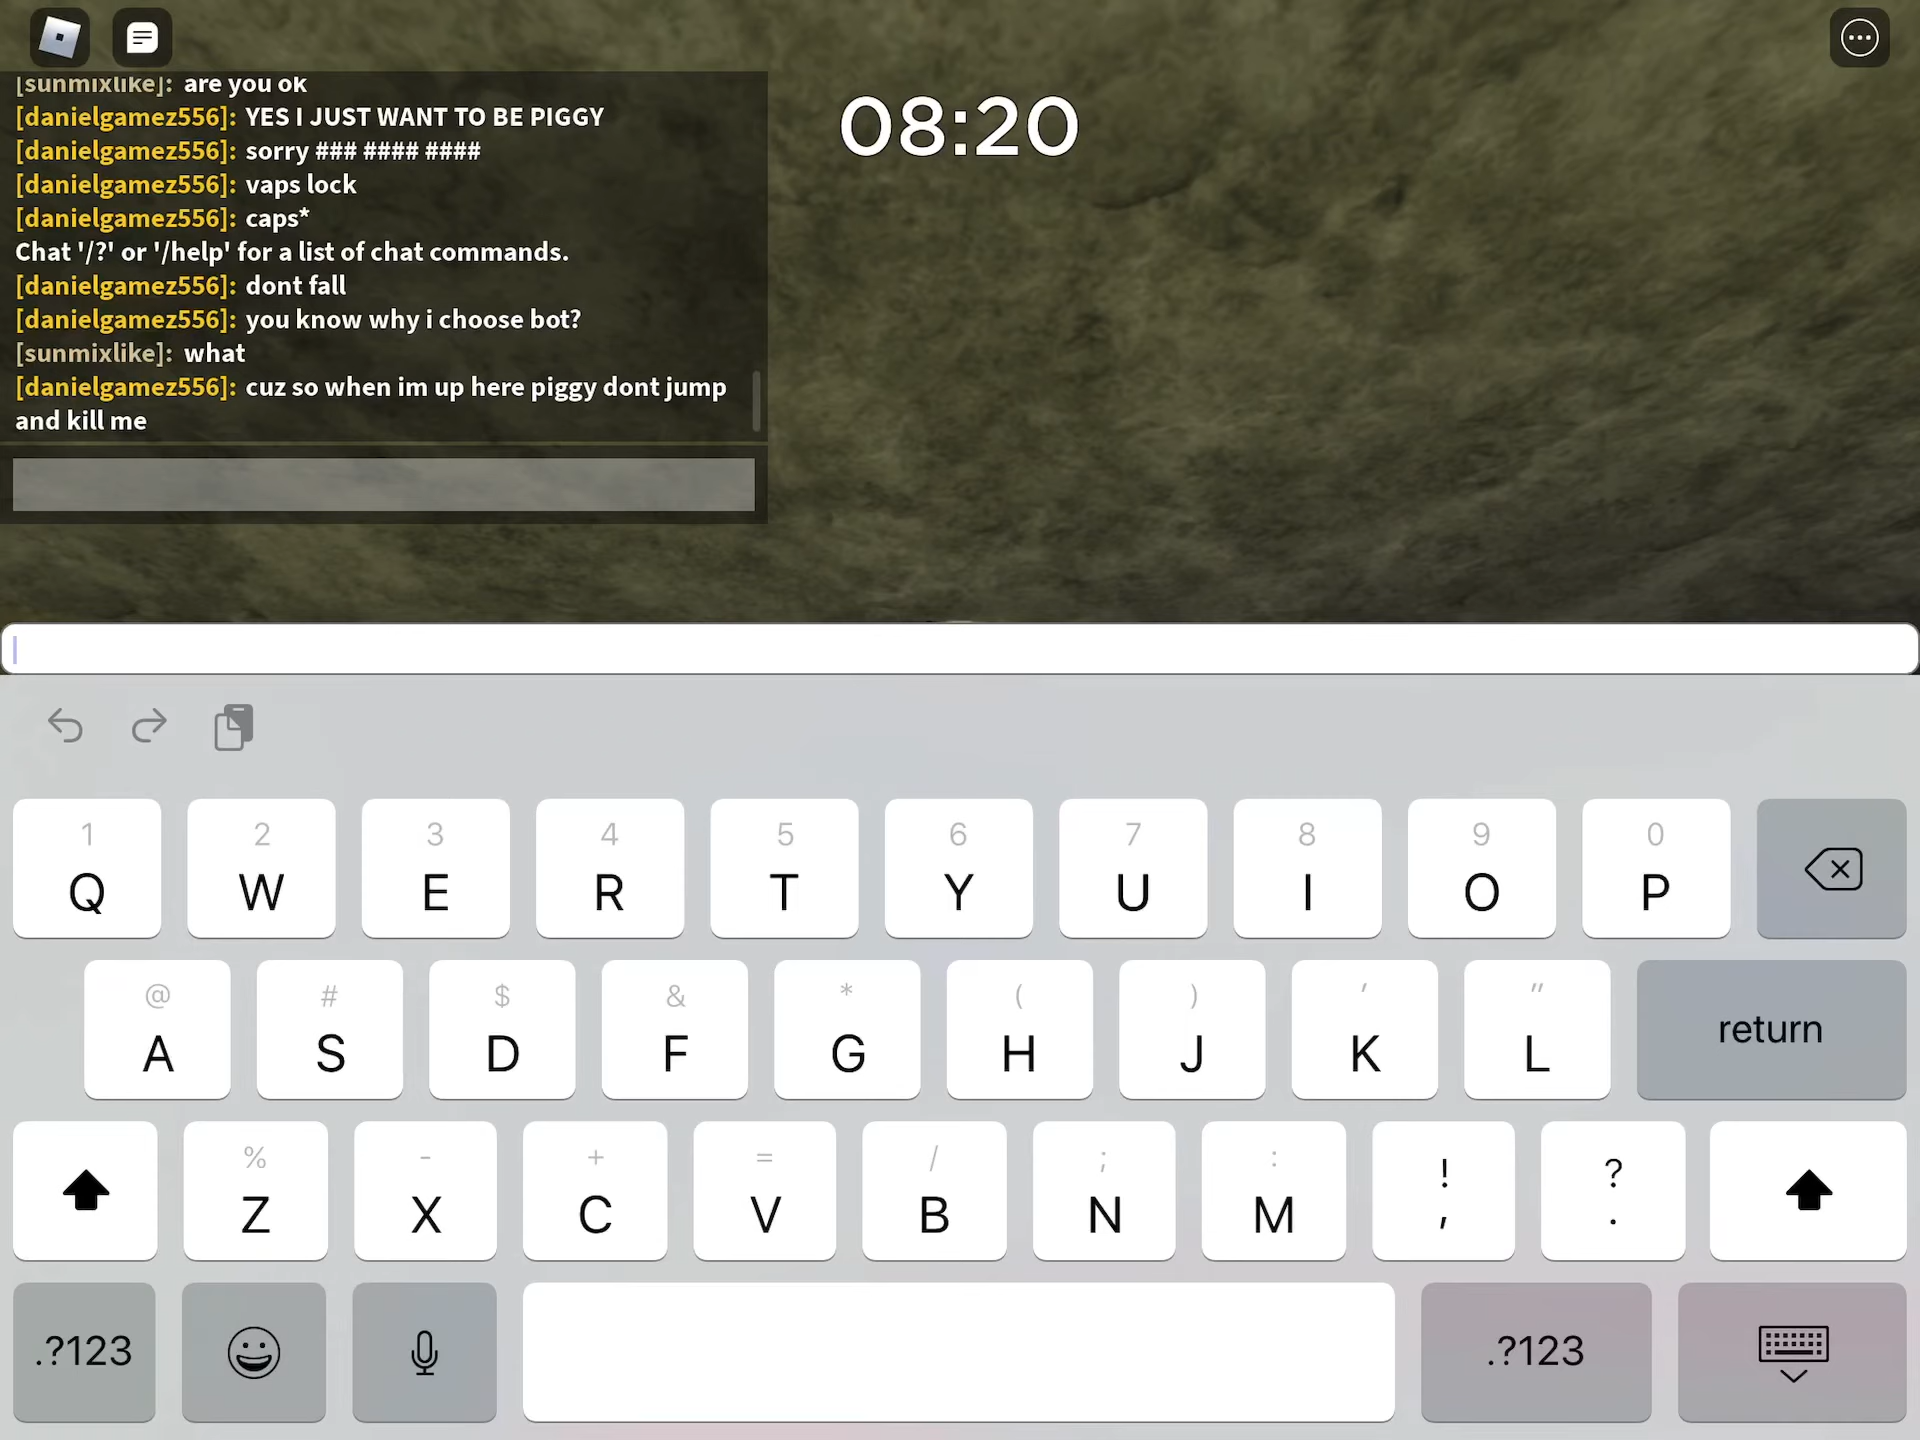 [sunmixlike]: are you ok
[danielgamez556]: YES I JUST WANT TO BE PIGGY
[danielgamez556]: sorry ### #### ####
[danielgamez556]: vaps lock
[danielgamez556]: caps*
Chat '/?' or '/help' for a list of chat commands.
[danielgamez556]: dont fall
[danielgamez556]: you know why i choose bot?
[sunmixlike]: what
[danielgamez556]: cuz so when im up here piggy dont jump
and kill me
08:20
1 2 3 4 5 6 7 8 9 0
Q W E R T Y U I O P
@ # $ & * ( ) ' "
A S D F G H J K L return
% - + = / ; : ! ?
Z X C V B N M , .
.?123 .?123